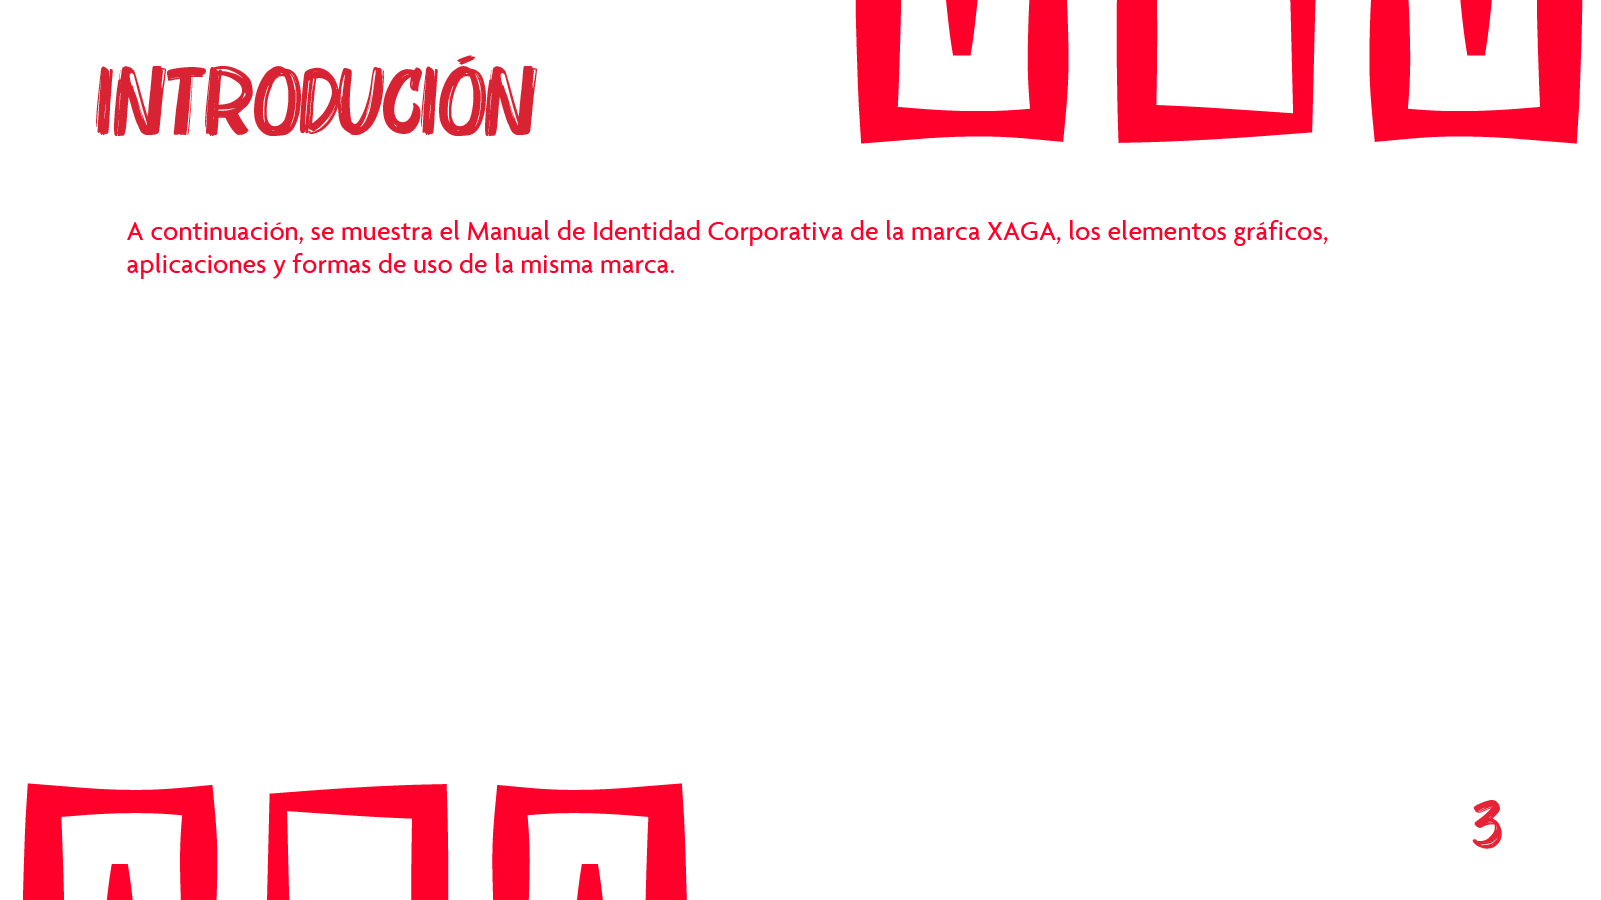 INTRODUCIÓN
A continuación, se muestra el Manual de Identidad Corporativa de la marca XAGA, los elementos gráficos,
aplicaciones y formas de uso de la misma marca.
3